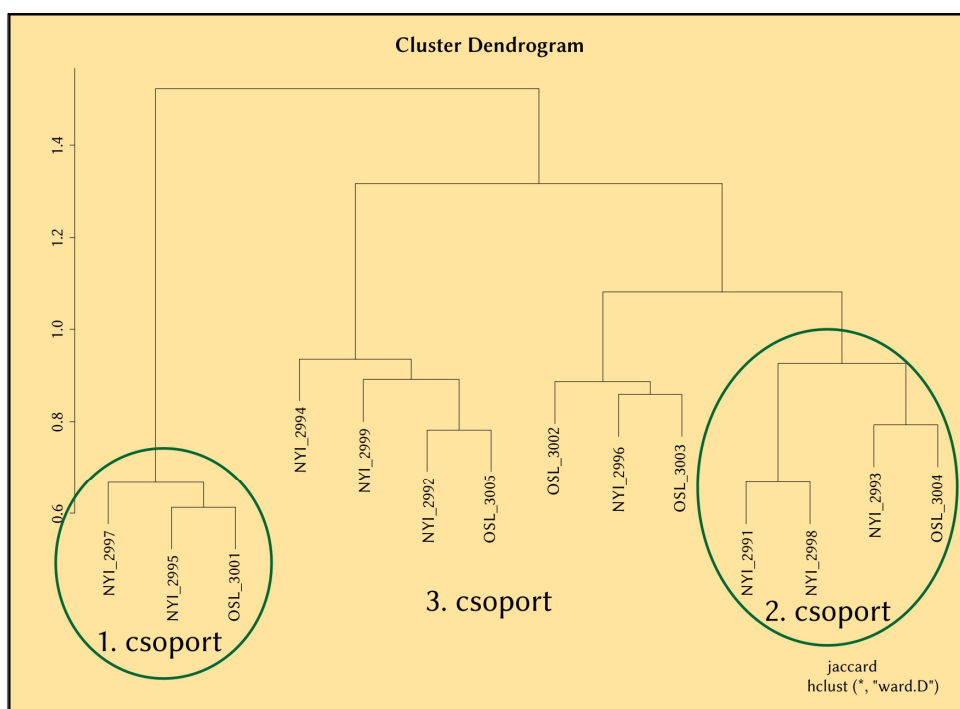 Cluster Dendrogram
1.4
1.2
1.0
0.8
0.6
NYI_2997
NYI_2995
OSL_3001
NYI_2994
NYI_2999
NYI_2992
OSL_3005
OSL_3002
NYI_2996
OSL_3003
NYI_2991
NYI_2998
NYI_2993
OSL_3004
1. csoport
3. csoport
2. csoport
jaccard
hclust (*, "ward.D")